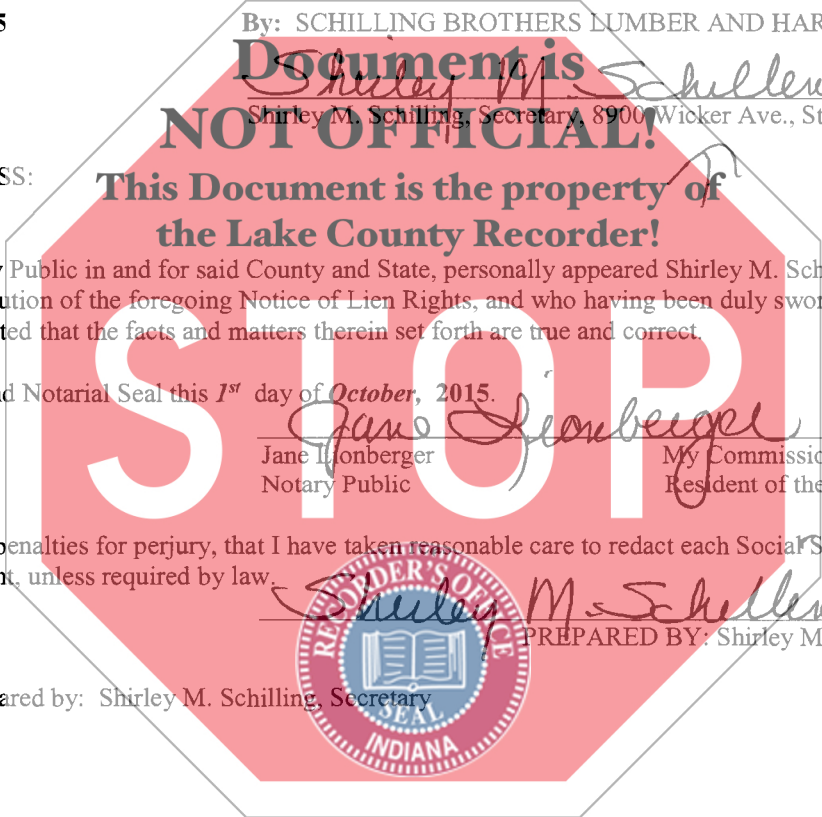 5
By: SCHILLING BROTHERS LUMBER AND HAR
Document is
Shirley M. Schillin
NOT OFFICIAL!
Shirley M. Schilling, Secretary, 8900 Wicker Ave., St
SS:
This Document is the property of
the Lake County Recorder!
y Public in and for said County and State, personally appeared Shirley M. Sch
ution of the foregoing Notice of Lien Rights, and who having been duly swor
ted that the facts and matters therein set forth are true and correct.
STOP
d Notarial Seal this 1st day of October, 2015.
Jane Lionberger
Jane Lionberger My Commissio
Notary Public Resident of the
penalties for perjury, that I have taken reasonable care to redact each Social S
t, unless required by law.
Shirley M. Schillin
PREPARED BY: Shirley M
ared by: Shirley M. Schilling, Secretary
RECORDER'S OFFICE
SEAL
INDIANA